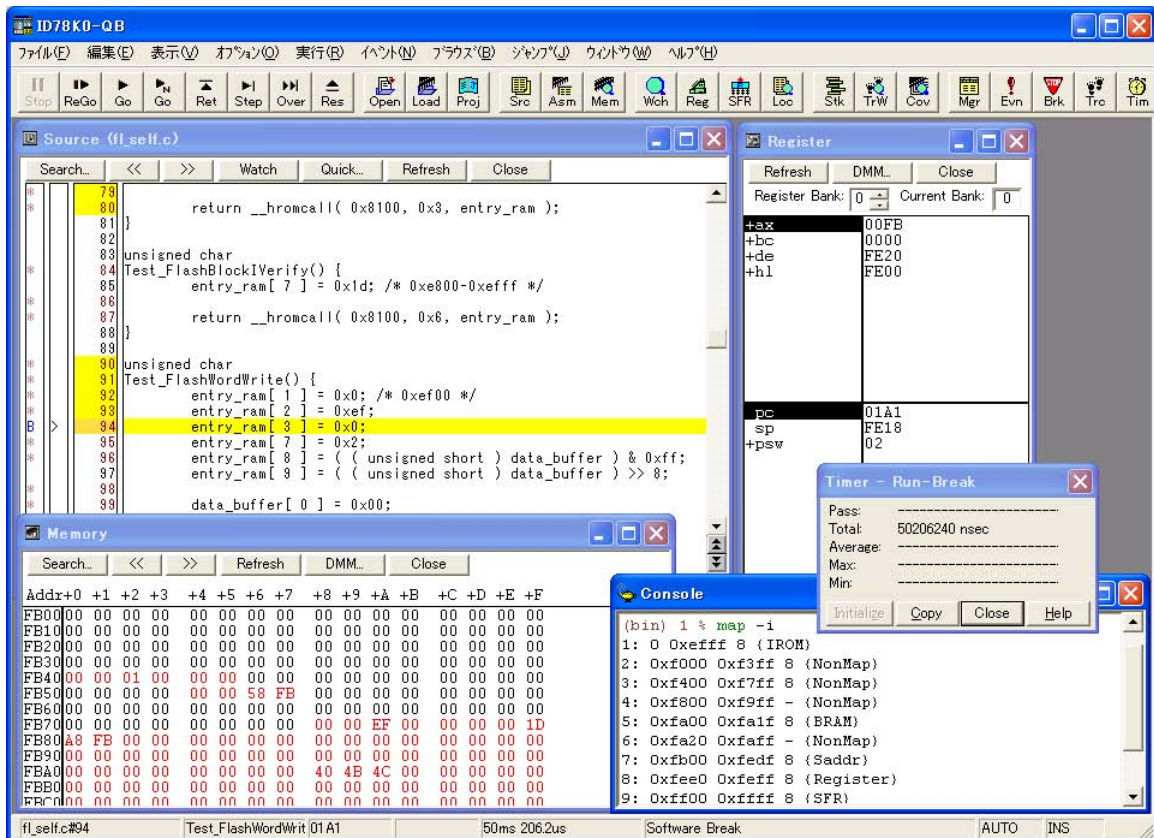 ID78K0-QB
ファイル(F) 編集(E) 表示(V) オプション(O) 実行(R) イベント(N) ブラウズ(B) ジャンプ(J) ウィンドウ(W) ヘルプ(H)
Stop ReGo Go Go Ret Step Over Res Open Load Proj Src Asm Mem Wch Reg SFR Loc Stk TrW Cov Mgr Evn Brk Trc Tim
Source (fl_self.c)
Search... << >> Watch Quick... Refresh Close
* 79
* 80 return __hromcall( 0x8100, 0x3, entry_ram );
81 }
82
83 unsigned char
* 84 Test_FlashBlockIVerify() {
85 entry_ram[ 7 ] = 0x1d; /* 0xe800-0xefff */
* 86
* 87 return __hromcall( 0x8100, 0x6, entry_ram );
88 }
89
* 90 unsigned char
* 91 Test_FlashWordWrite() {
* 92 entry_ram[ 1 ] = 0x0; /* 0xef00 */
* 93 entry_ram[ 2 ] = 0xef;
B > 94 entry_ram[ 3 ] = 0x0;
* 95 entry_ram[ 7 ] = 0x2;
* 96 entry_ram[ 8 ] = ( ( unsigned short ) data_buffer ) & 0xff;
97 entry_ram[ 9 ] = ( ( unsigned short ) data_buffer ) >> 8;
* 98
* 99 data_buffer[ 0 ] = 0x00;
Register
Refresh DMM... Close
Register Bank: 0 Current Bank: 0
+ax 00FB
+bc 0000
+de FE20
+hl FE00
pc 01A1
sp FE18
+psw 02
Timer - Run-Break
Pass: ------------------------
Total: 50206240 nsec
Average: ------------------------
Max: ------------------------
Min: ------------------------
Initialize Copy Close Help
Memory
Search... << >> Refresh DMM... Close
Addr+0 +1 +2 +3 +4 +5 +6 +7 +8 +9 +A +B +C +D +E +F
FB00 00 00 00 00 00 00 00 00 00 00 00 00 00 00 00 00
FB10 00 00 00 00 00 00 00 00 00 00 00 00 00 00 00 00
FB20 00 00 00 00 00 00 00 00 00 00 00 00 00 00 00 00
FB30 00 00 00 00 00 00 00 00 00 00 00 00 00 00 00 00
FB40 00 00 01 00 00 00 00 00 00 00 00 00 00 00 00 00
FB50 00 00 00 00 00 00 58 FB 00 00 00 00 00 00 00 00
FB60 00 00 00 00 00 00 00 00 00 00 00 00 00 00 00 00
FB70 00 00 00 00 00 00 00 00 00 00 EF 00 00 00 00 1D
FB80 A8 FB 00 00 00 00 00 00 00 00 00 00 00 00 00 00
FB90 00 00 00 00 00 00 00 00 00 00 00 00 00 00 00 00
FBA0 00 00 00 00 00 00 00 00 40 4B 4C 00 00 00 00 00
FBB0 00 00 00 00 00 00 00 00 00 00 00 00 00 00 00 00
FBC0 00 00 00 00 00 00 00 00 00 00 00 00 00 00 00 00
Console
(bin) 1 % map -i
1: 0 0xefff 8 {IROM}
2: 0xf000 0xf3ff 8 {NonMap}
3: 0xf400 0xf7ff 8 {NonMap}
4: 0xf800 0xf9ff - {NonMap}
5: 0xfa00 0xfa1f 8 {BRAM}
6: 0xfa20 0xfaff - {NonMap}
7: 0xfb00 0xfedf 8 {Saddr}
8: 0xfee0 0xfeff 8 {Register}
9: 0xff00 0xffff 8 {SFR}
fl_self.c#94 Test_FlashWordWrit 01A1 50ms 206.2us Software Break AUTO INS